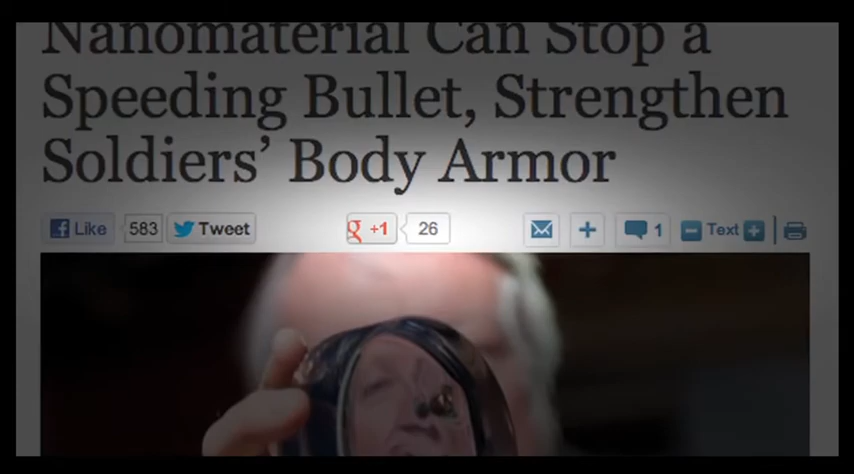 Nanomaterial Can Stop a
Speeding Bullet, Strengthen
Soldiers’ Body Armor
f Like 583 Tweet g +1 26 1 Text